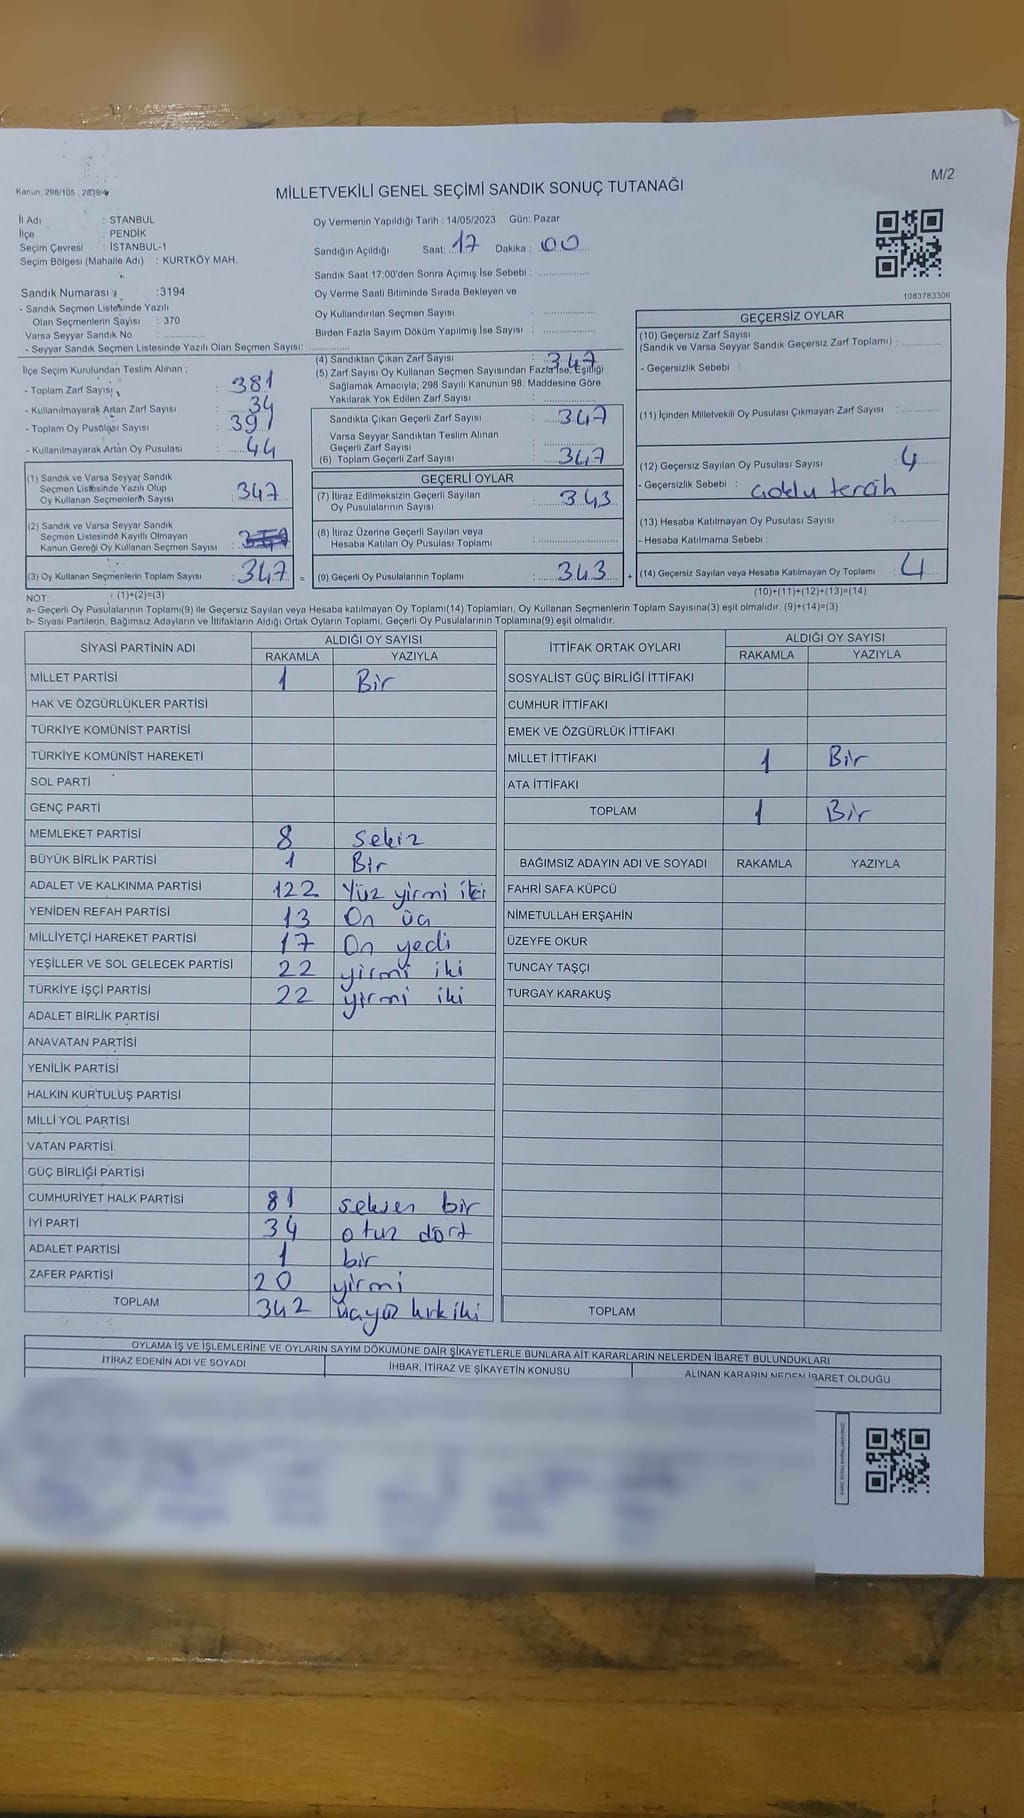 M/2
Kanun: 298/105
MİLLETVEKİLİ GENEL SEÇİMİ SANDIK SONUÇ TUTANAĞI
İl Adı : STANBUL
İlçe : PENDİK
Seçim Çevresi : İSTANBUL-1
Seçim Bölgesi (Mahalle Adı) : KURTKÖY MAH.
Oy Vermenin Yapıldığı Tarih : 14/05/2023 Gün: Pazar
Sandığın Açıldığı Saat: 17 Dakika : 00
Sandık Saat 17:00'den Sonra Açımış İse Sebebi :
Sandık Numarası :3194
- Sandık Seçmen Listesinde Yazılı
Olan Seçmenlerin Sayısı : 370
Varsa Seyyar Sandık No :
- Seyyar Sandık Seçmen Listesinde Yazılı Olan Seçmen Sayısı:
Oy Verme Saati Bitiminde Sırada Bekleyen ve
Oy Kullandırılan Seçmen Sayısı :
Birden Fazla Sayım Döküm Yapılmış İse Sayısı :
1083783306
İlçe Seçim Kurulundan Teslim Alınan ;
- Toplam Zarf Sayısı : 381
- Kullanılmayarak Artan Zarf Sayısı : 34
- Toplam Oy Pusulası Sayısı : 391
- Kullanılmayarak Artan Oy Pusulası : 44
(4) Sandıktan Çıkan Zarf Sayısı : 347
(5) Zarf Sayısı Oy Kullanan Seçmen Sayısından Fazla İse, Eşitliği
Sağlamak Amacıyla; 298 Sayılı Kanunun 98. Maddesine Göre
Yakılarak Yok Edilen Zarf Sayısı :
Sandıkta Çıkan Geçerli Zarf Sayısı : 347
Varsa Seyyar Sandıktan Teslim Alınan
Geçerli Zarf Sayısı :
(6) Toplam Geçerli Zarf Sayısı : 347
GEÇERSİZ OYLAR
(10) Geçersiz Zarf Sayısı
(Sandık ve Varsa Seyyar Sandık Geçersiz Zarf Toplamı) :
- Geçersizlik Sebebi :
(11) İçinden Milletvekili Oy Pusulası Çıkmayan Zarf Sayısı :
(12) Geçersiz Sayılan Oy Pusulası Sayısı : 4
- Geçersizlik Sebebi : çoklu tercih
(13) Hesaba Katılmayan Oy Pusulası Sayısı :
- Hesaba Katılmama Sebebi :
(14) Geçersiz Sayılan veya Hesaba Katılmayan Oy Toplamı : 4
(10)+(11)+(12)+(13)=(14)
(1) Sandık ve Varsa Seyyar Sandık
Seçmen Listesinde Yazılı Olup
Oy Kullanan Seçmenlerin Sayısı : 347
(2) Sandık ve Varsa Seyyar Sandık
Seçmen Listesinde Kayıtlı Olmayan
Kanun Gereği Oy Kullanan Seçmen Sayısı :
(3) Oy Kullanan Seçmenlerin Toplam Sayısı : 347 =
GEÇERLİ OYLAR
(7) İtiraz Edilmeksizin Geçerli Sayılan
Oy Pusulalarının Sayısı : 343
(8) İtiraz Üzerine Geçerli Sayılan veya
Hesaba Katılan Oy Pusulası Toplamı :
(9) Geçerli Oy Pusulalarının Toplamı : 343 +
NOT: : (1)+(2)=(3)
a- Geçerli Oy Pusulalarının Toplamı(9) ile Geçersiz Sayılan veya Hesaba katılmayan Oy Toplamı(14) Toplamları, Oy Kullanan Seçmenlerin Toplam Sayısına(3) eşit olmalıdır. (9)+(14)=(3)
b- Siyasi Partilerin, Bağımsız Adayların ve İttifakların Aldığı Ortak Oyların Toplamı, Geçerli Oy Pusulalarının Toplamına(9) eşit olmalıdır.
SİYASİ PARTİNİN ADI ALDIĞI OY SAYISI
RAKAMLA YAZIYLA
MİLLET PARTİSİ 1 Bir
HAK VE ÖZGÜRLÜKLER PARTİSİ
TÜRKİYE KOMÜNİST PARTİSİ
TÜRKİYE KOMÜNİST HAREKETİ
SOL PARTİ
GENÇ PARTİ
MEMLEKET PARTİSİ 8 sekiz
BÜYÜK BİRLİK PARTİSİ 1 Bir
ADALET VE KALKINMA PARTİSİ 122 Yüz yirmi iki
YENİDEN REFAH PARTİSİ 13 On üç
MİLLİYETÇİ HAREKET PARTİSİ 17 On yedi
YEŞİLLER VE SOL GELECEK PARTİSİ 22 yirmi iki
TÜRKİYE İŞÇİ PARTİSİ 22 yirmi iki
ADALET BİRLİK PARTİSİ
ANAVATAN PARTİSİ
YENİLİK PARTİSİ
HALKIN KURTULUŞ PARTİSİ
MİLLİ YOL PARTİSİ
VATAN PARTİSİ
GÜÇ BİRLİĞİ PARTİSİ
CUMHURİYET HALK PARTİSİ 81 seksen bir
İYİ PARTİ 34 otuz dört
ADALET PARTİSİ 1 bir
ZAFER PARTİSİ 20 yirmi
TOPLAM 342 üçyüz kırk iki
İTTİFAK ORTAK OYLARI ALDIĞI OY SAYISI
RAKAMLA YAZIYLA
SOSYALİST GÜÇ BİRLİĞİ İTTİFAKI
CUMHUR İTTİFAKI
EMEK VE ÖZGÜRLÜK İTTİFAKI
MİLLET İTTİFAKI 1 Bir
ATA İTTİFAKI
TOPLAM 1 Bir
BAĞIMSIZ ADAYIN ADI VE SOYADI RAKAMLA YAZIYLA
FAHRİ SAFA KÜPCÜ
NİMETULLAH ERŞAHİN
ÜZEYFE OKUR
TUNCAY TAŞÇI
TURGAY KARAKUŞ
TOPLAM
OYLAMA İŞ VE İŞLEMLERİNE VE OYLARIN SAYIM DÖKÜMÜNE DAİR ŞİKAYETLERLE BUNLARA AİT KARARLARIN NELERDEN İBARET BULUNDUKLARI
İTİRAZ EDENİN ADI VE SOYADI İHBAR, İTİRAZ VE ŞİKAYETİN KONUSU ALINAN KARARIN NEDEN İBARET OLDUĞU